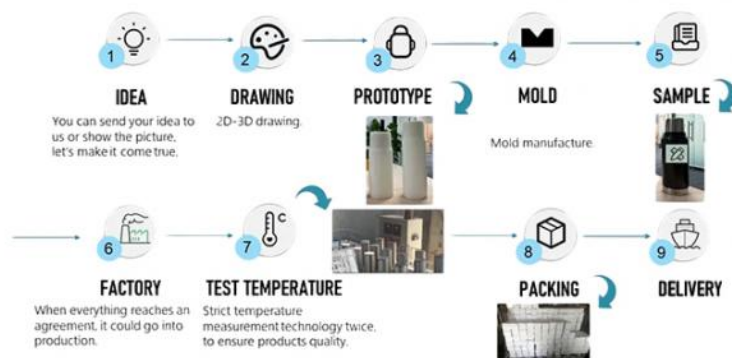 1
2
3
4
5
IDEA
DRAWING
PROTOTYPE
MOLD
SAMPLE
You can send your idea to
us or show the picture,
let's make it come true.
2D-3D drawing.
Mold manufacture.
C
6
7
8
9
FACTORY
TEST TEMPERATURE
PACKING
DELIVERY
When everything reaches an
agreement, it could go into
production.
Strict temperature
measurement technology twice,
to ensure products quality.